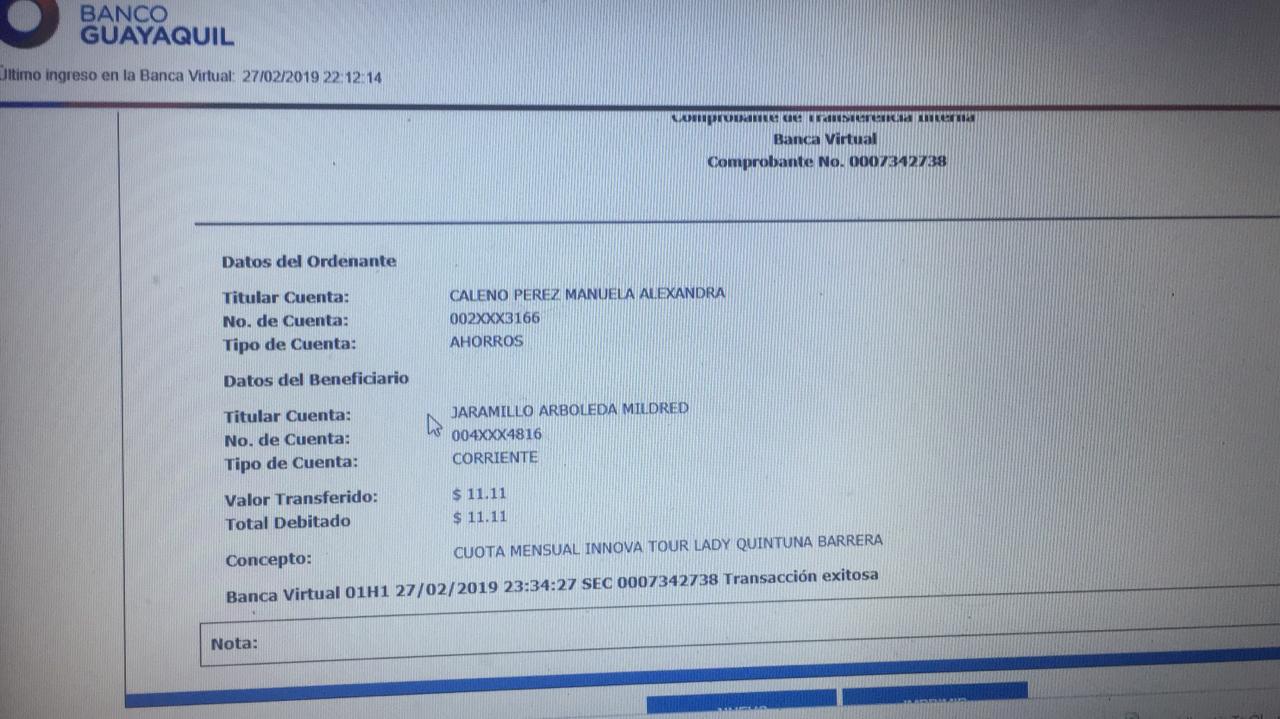 BANCO
GUAYAQUIL
Último ingreso en la Banca Virtual: 27/02/2019 22:12:14
Comprobante de Transferencia Interna
Banca Virtual
Comprobante No. 0007342738
Datos del Ordenante
Titular Cuenta: CALENO PEREZ MANUELA ALEXANDRA
No. de Cuenta: 002XXX3166
Tipo de Cuenta: AHORROS
Datos del Beneficiario
Titular Cuenta: JARAMILLO ARBOLEDA MILDRED
No. de Cuenta: 004XXX4816
Tipo de Cuenta: CORRIENTE
Valor Transferido: $ 11.11
Total Debitado $ 11.11
Concepto: CUOTA MENSUAL INNOVA TOUR LADY QUINTUNA BARRERA
Banca Virtual 01H1 27/02/2019 23:34:27 SEC 0007342738 Transacción exitosa
Nota: